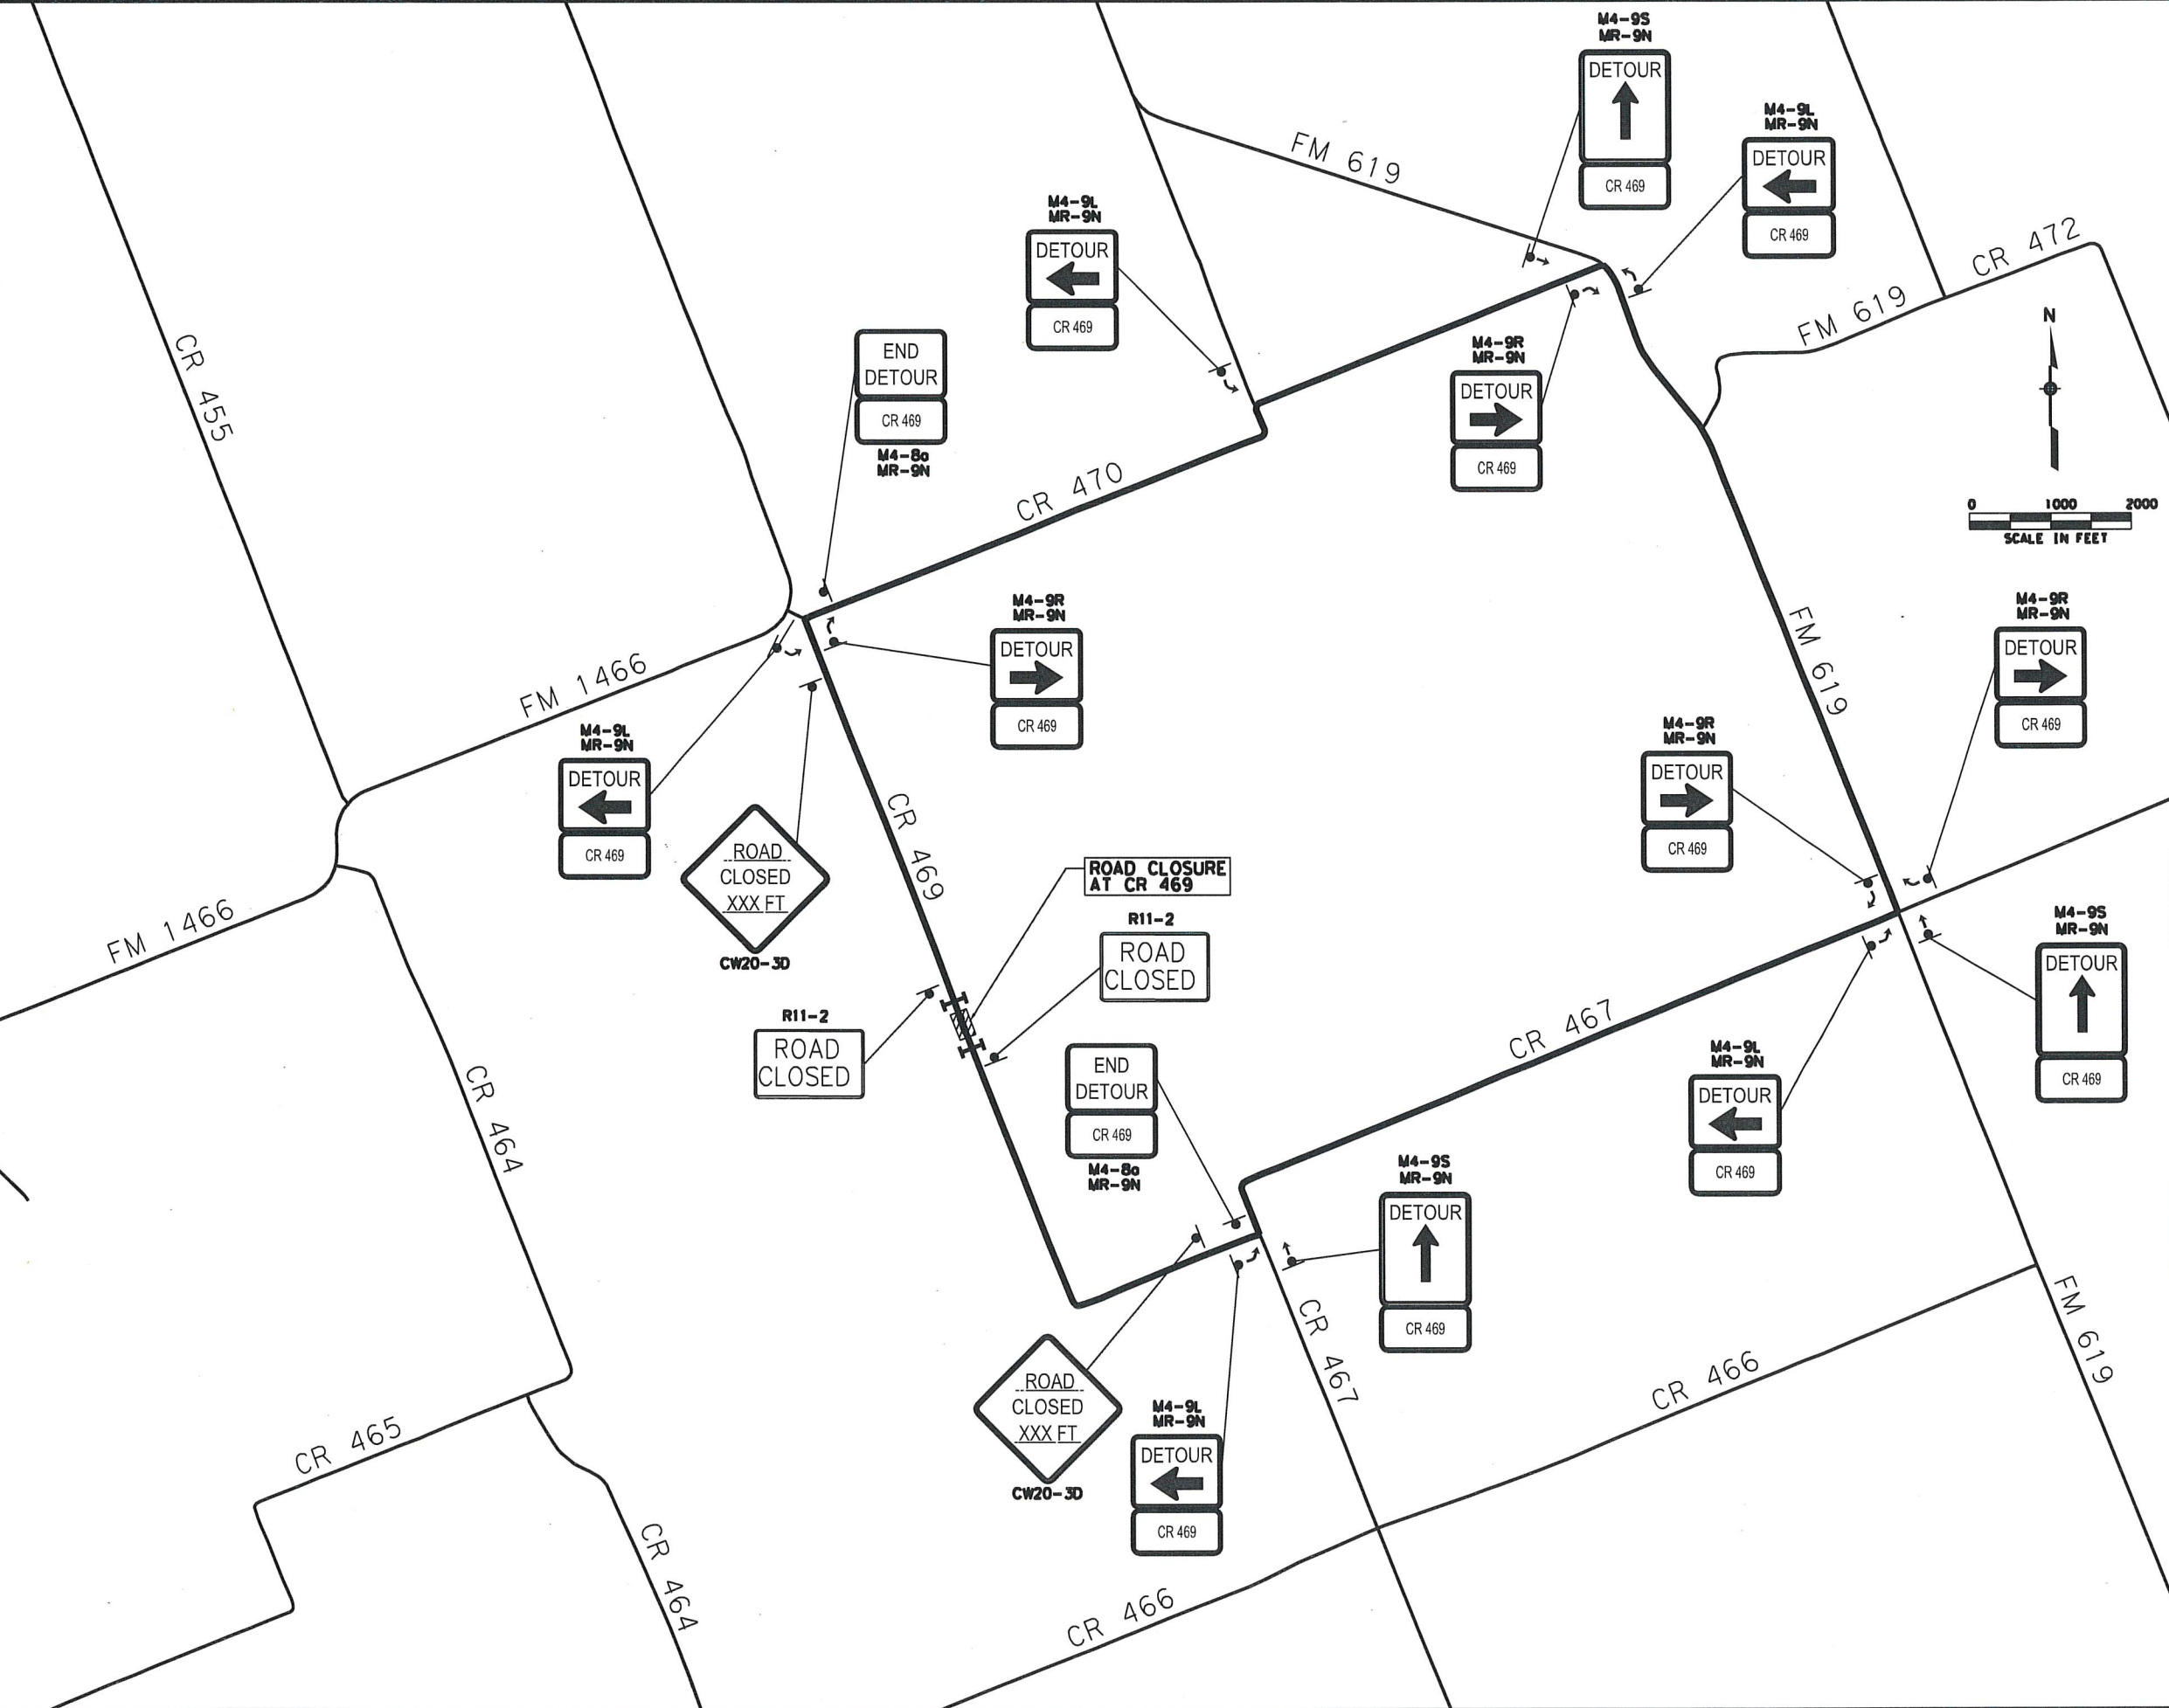 M4-9S
MR-9N
DETOUR
CR 469
M4-9L
MR-9N
DETOUR
CR 469
FM 619
M4-9L
MR-9N
DETOUR
CR 469
CR 472
FM 619
N
END
DETOUR
CR 469
M4-8a
MR-9N
M4-9R
MR-9N
DETOUR
CR 469
CR 455
CR 470
0 1000 2000
SCALE IN FEET
M4-9R
MR-9N
DETOUR
CR 469
M4-9R
MR-9N
DETOUR
CR 469
FM 619
FM 1466
M4-9L
MR-9N
DETOUR
CR 469
M4-9R
MR-9N
DETOUR
CR 469
CR 469
ROAD
CLOSED
XXX FT
CW20-3D
ROAD CLOSURE
AT CR 469
R11-2
ROAD
CLOSED
FM 1466
M4-9S
MR-9N
DETOUR
CR 469
R11-2
ROAD
CLOSED
CR 467
END
DETOUR
CR 469
M4-8a
MR-9N
M4-9L
MR-9N
DETOUR
CR 469
CR 464
M4-9S
MR-9N
DETOUR
CR 469
CR 467
FM 619
ROAD
CLOSED
XXX FT
CW20-3D
M4-9L
MR-9N
DETOUR
CR 469
CR 466
CR 465
CR 464
CR 466